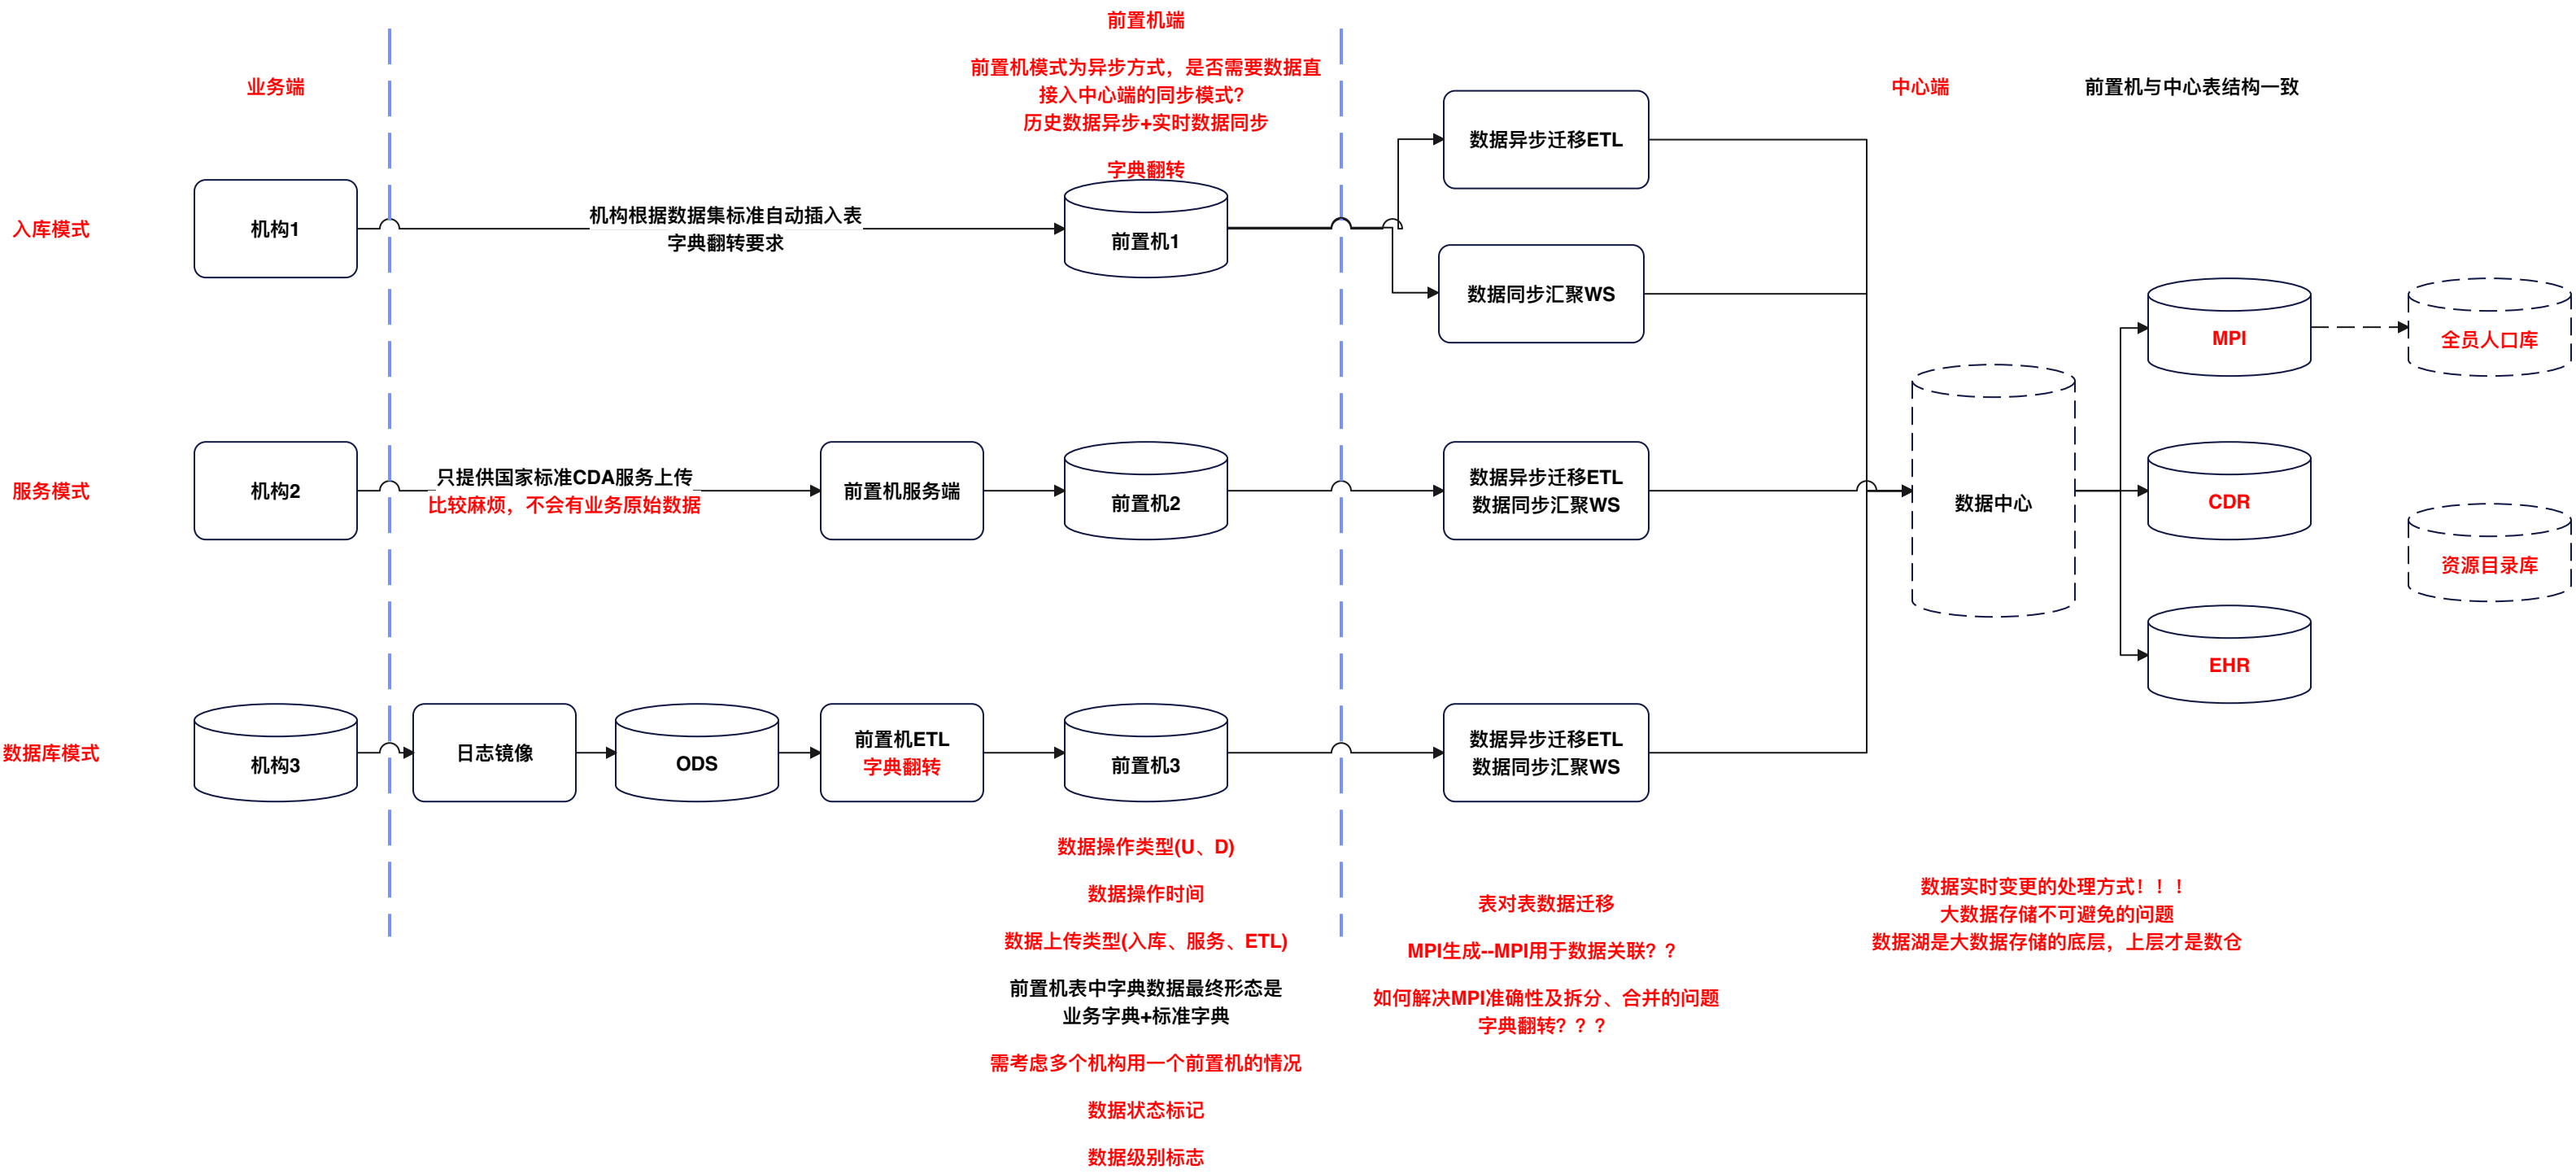 前置机端
业务端
前置机模式为异步方式，是否需要数据直
接入中心端的同步模式?
历史数据异步+实时数据同步
中心端
前置机与中心表结构一致
字典翻转
数据异步迁移ETL
入库模式
机构1
机构根据数据集标准自动插入表
字典翻转要求
前置机1
数据同步汇聚WS
MPI
全员人口库
服务模式
机构2
只提供国家标准CDA服务上传
比较麻烦，不会有业务原始数据
前置机服务端
前置机2
数据异步迁移ETL
数据同步汇聚WS
数据中心
CDR
资源目录库
EHR
数据库模式
机构3
日志镜像
ODS
前置机ETL
字典翻转
前置机3
数据异步迁移ETL
数据同步汇聚WS
数据操作类型(U、D)
数据操作时间
数据上传类型(入库、服务、ETL)
前置机表中字典数据最终形态是
业务字典+标准字典
需考虑多个机构用一个前置机的情况
数据状态标记
数据级别标志
表对表数据迁移
MPI生成--MPI用于数据关联？？
如何解决MPI准确性及拆分、合并的问题
字典翻转？？？
数据实时变更的处理方式！！！
大数据存储不可避免的问题
数据湖是大数据存储的底层，上层才是数仓